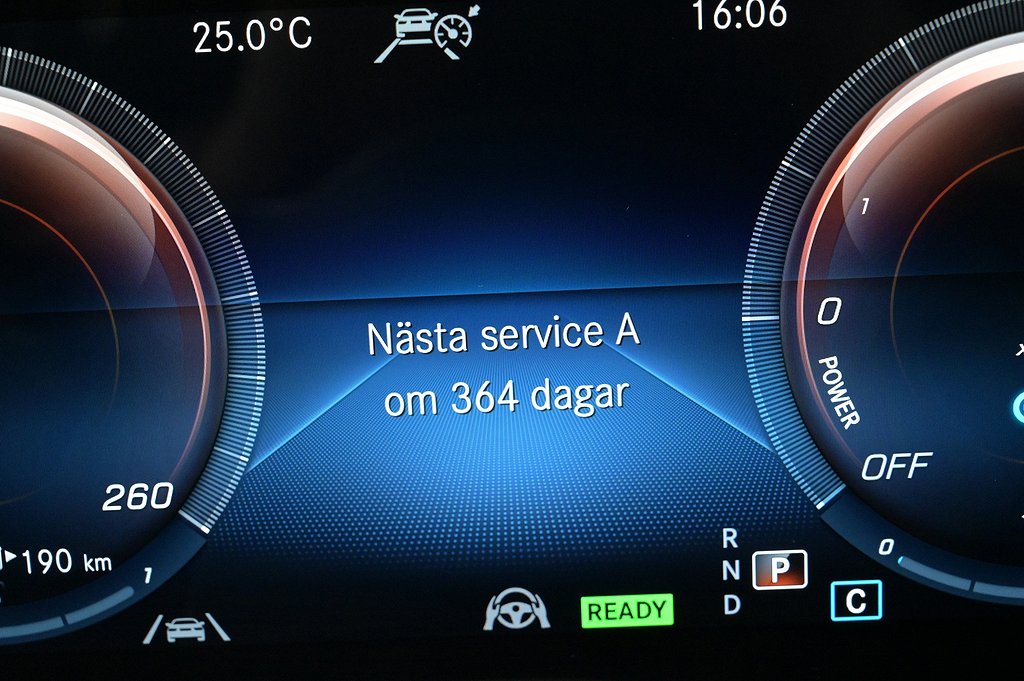 25.0°C
16:06
1
0
POWER
Nästa service A
om 364 dagar
260
OFF
190 km
1
0
R
N
P
D
READY
C